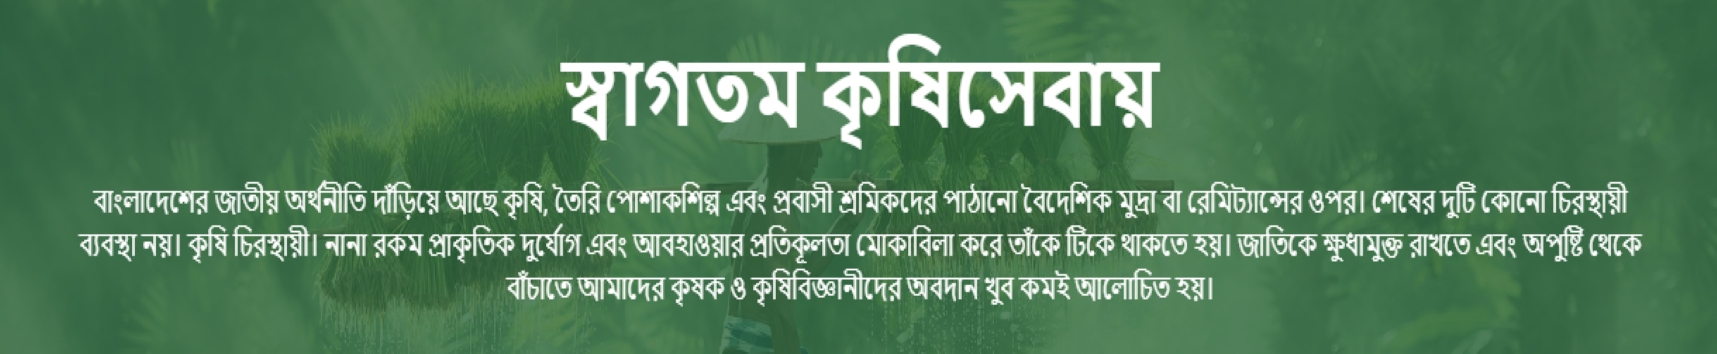 স্বাগতম কৃষিসেবায়
বাংলাদেশের জাতীয় অর্থনীতি দাঁড়িয়ে আছে কৃষি, তৈরি পোশাকশিল্প এবং প্রবাসী শ্রমিকদের পাঠানো বৈদেশিক মুদ্রা বা রেমিট্যান্সের ওপর। শেষের দুটি কোনো চিরস্থায়ী
ব্যবস্থা নয়। কৃষি চিরস্থায়ী। নানা রকম প্রাকৃতিক দুর্যোগ এবং আবহাওয়ার প্রতিকূলতা মোকাবিলা করে তাঁকে টিকে থাকতে হয়। জাতিকে ক্ষুধামুক্ত রাখতে এবং অপুষ্টি থেকে
বাঁচাতে আমাদের কৃষক ও কৃষিবিজ্ঞানীদের অবদান খুব কমই আলোচিত হয়।